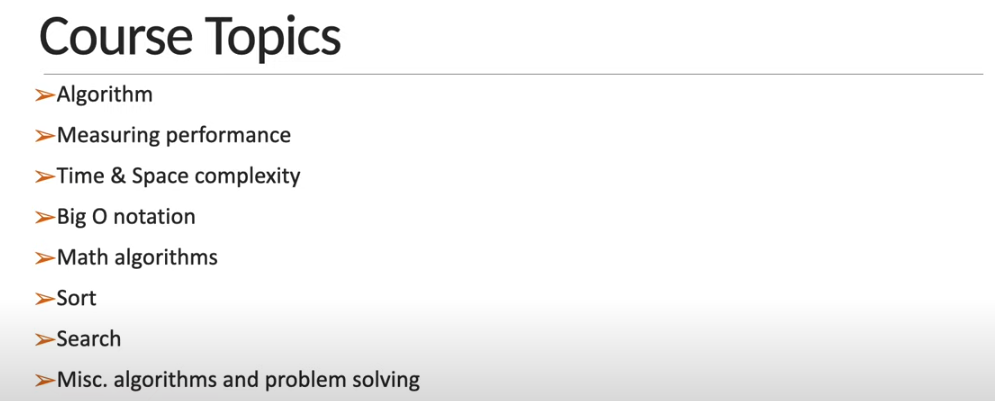 Course Topics
➢Algorithm
➢Measuring performance
➢Time & Space complexity
➢Big O notation
➢Math algorithms
➢Sort
➢Search
➢Misc. algorithms and problem solving